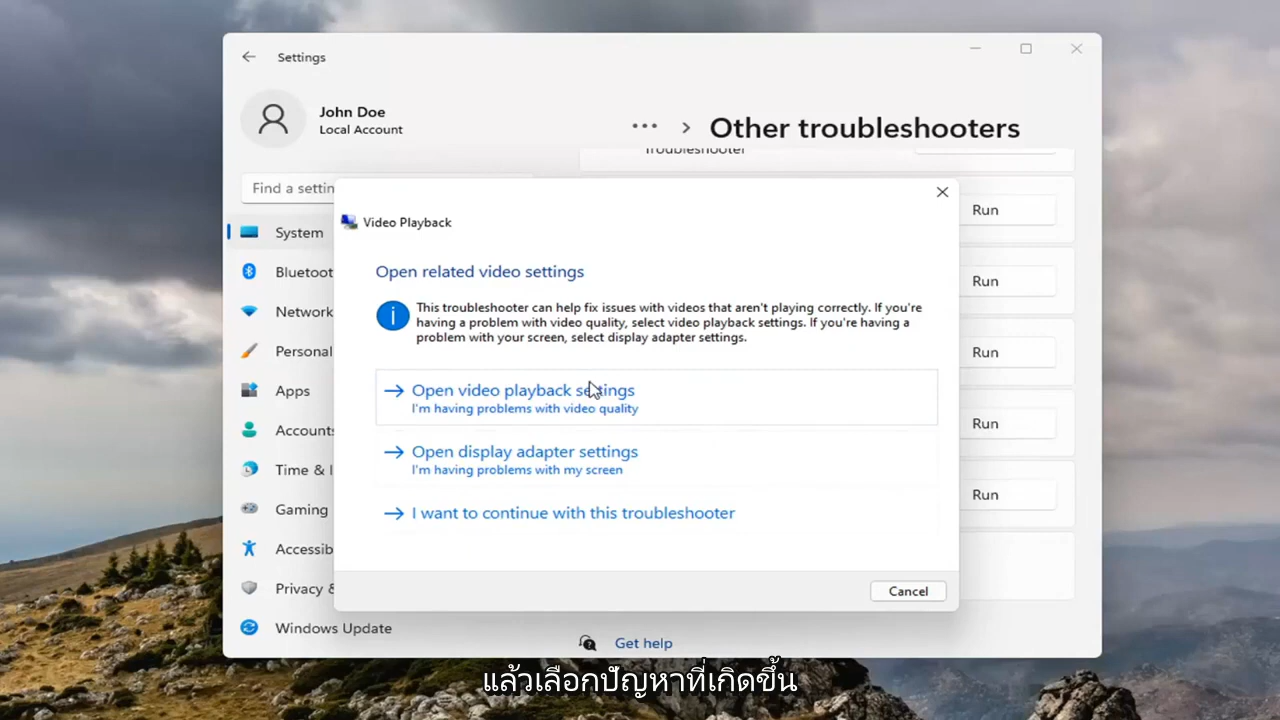 Settings
John Doe
Local Account
Other troubleshooters
Troubleshooter
Find a settin
Run
Video Playback
System
Open related video settings
Bluetoot
Run
This troubleshooter can help fix issues with videos that aren't playing correctly. If you're
having a problem with video quality, select video playback settings. If you're having a
problem with your screen, select display adapter settings.
Network
Personal
Run
Open video playback settings
I'm having problems with video quality
Apps
Accounts
Run
Open display adapter settings
I'm having problems with my screen
Time & l
Run
Gaming
I want to continue with this troubleshooter
Accessib
Privacy &
Cancel
Windows Update
Get help
แล้วเลือกปัญหาที่เกิดขึ้น